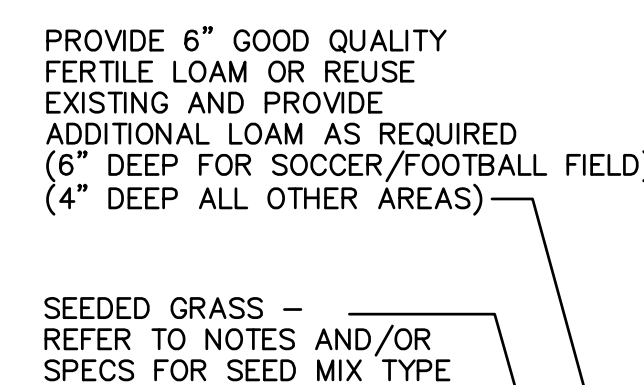 PROVIDE 6" GOOD QUALITY
FERTILE LOAM OR REUSE
EXISTING AND PROVIDE
ADDITIONAL LOAM AS REQUIRED
(6" DEEP FOR SOCCER/FOOTBALL FIELD)
(4" DEEP ALL OTHER AREAS)
SEEDED GRASS –
REFER TO NOTES AND/OR
SPECS FOR SEED MIX TYPE